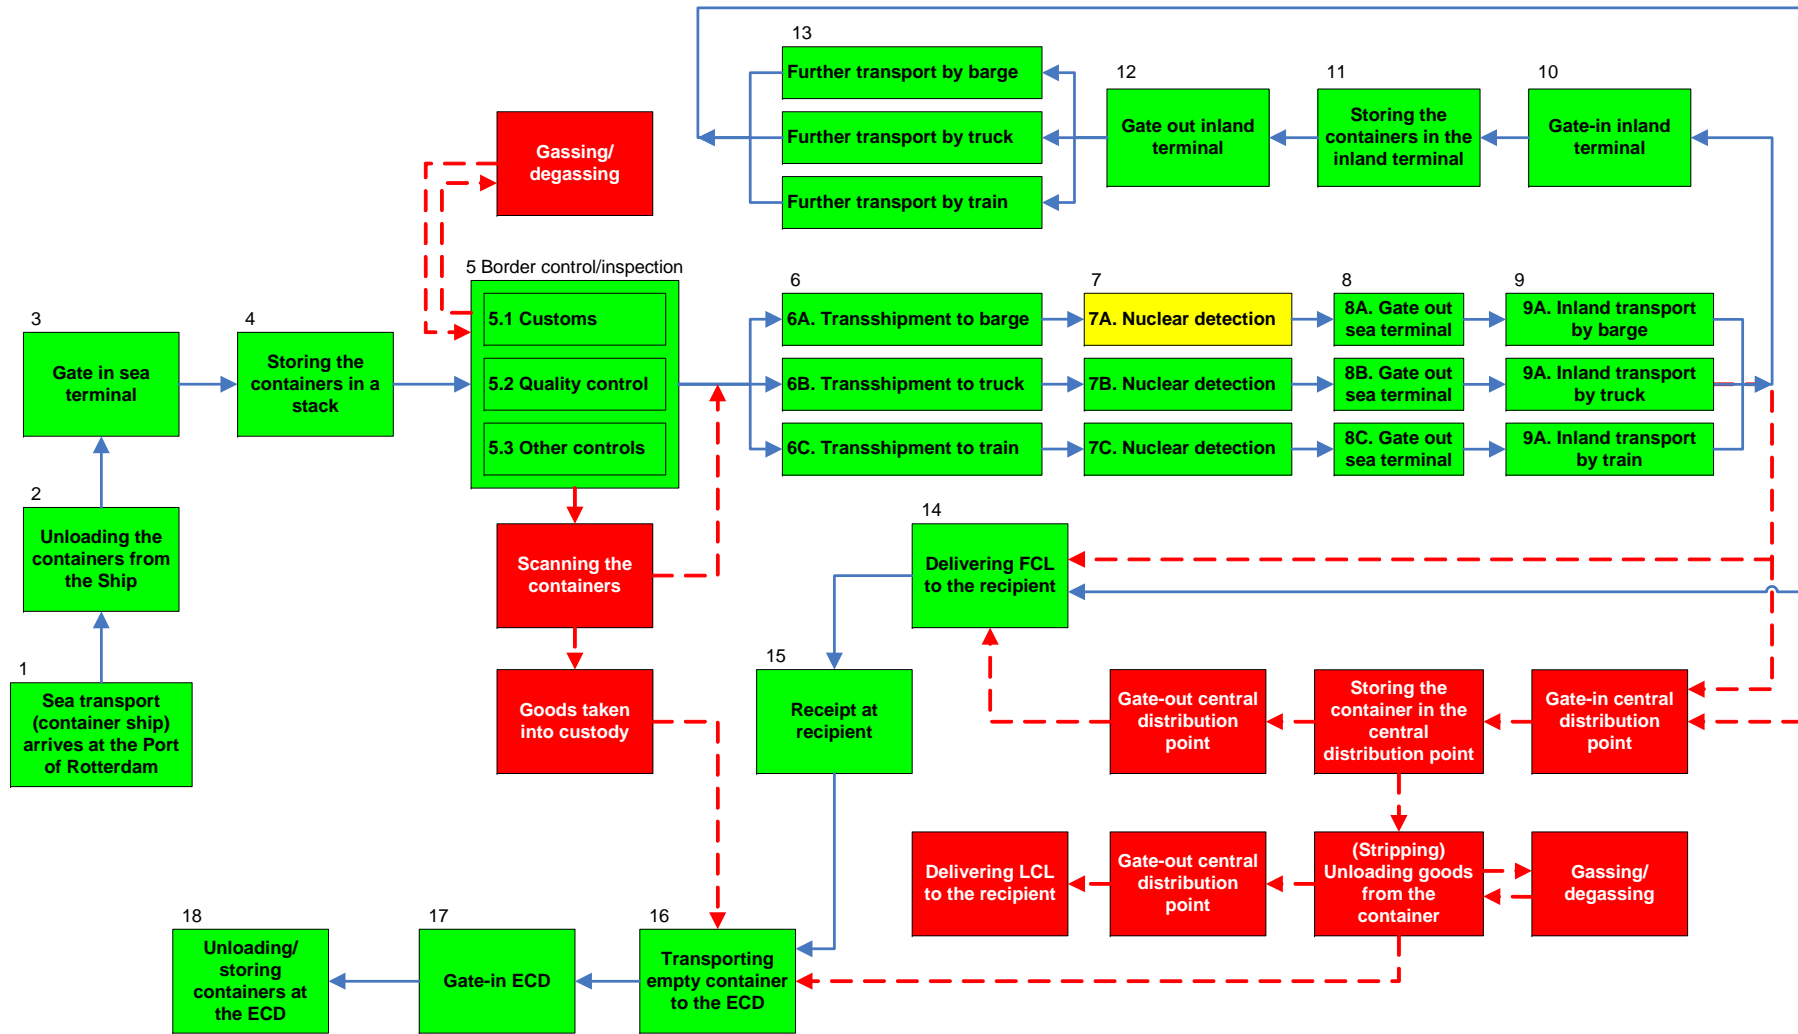 13
Further transport by barge
Further transport by truck
Further transport by train
12
Gate out inland
terminal
11
Storing the
containers in the
inland terminal
10
Gate-in inland
terminal
Gassing/
degassing
5 Border control/inspection
5.1 Customs
5.2 Quality control
5.3 Other controls
3
Gate in sea
terminal
4
Storing the
containers in a
stack
6
6A. Transshipment to barge
6B. Transshipment to truck
6C. Transshipment to train
7
7A. Nuclear detection
7B. Nuclear detection
7C. Nuclear detection
8
8A. Gate out
sea terminal
8B. Gate out
sea terminal
8C. Gate out
sea terminal
9
9A. Inland transport
by barge
9A. Inland transport
by truck
9A. Inland transport
by train
2
Unloading the
containers from
the Ship
Scanning the
containers
14
Delivering FCL
to the recipient
1
Sea transport
(container ship)
arrives at the Port
of Rotterdam
Goods taken
into custody
15
Receipt at
recipient
Gate-out central
distribution
point
Storing the
container in the
central
distribution point
Gate-in central
distribution
point
Delivering LCL
to the recipient
Gate-out central
distribution
point
(Stripping)
Unloading goods
from the
container
Gassing/
degassing
18
Unloading/
storing
containers at
the ECD
17
Gate-in ECD
16
Transporting
empty container
to the ECD